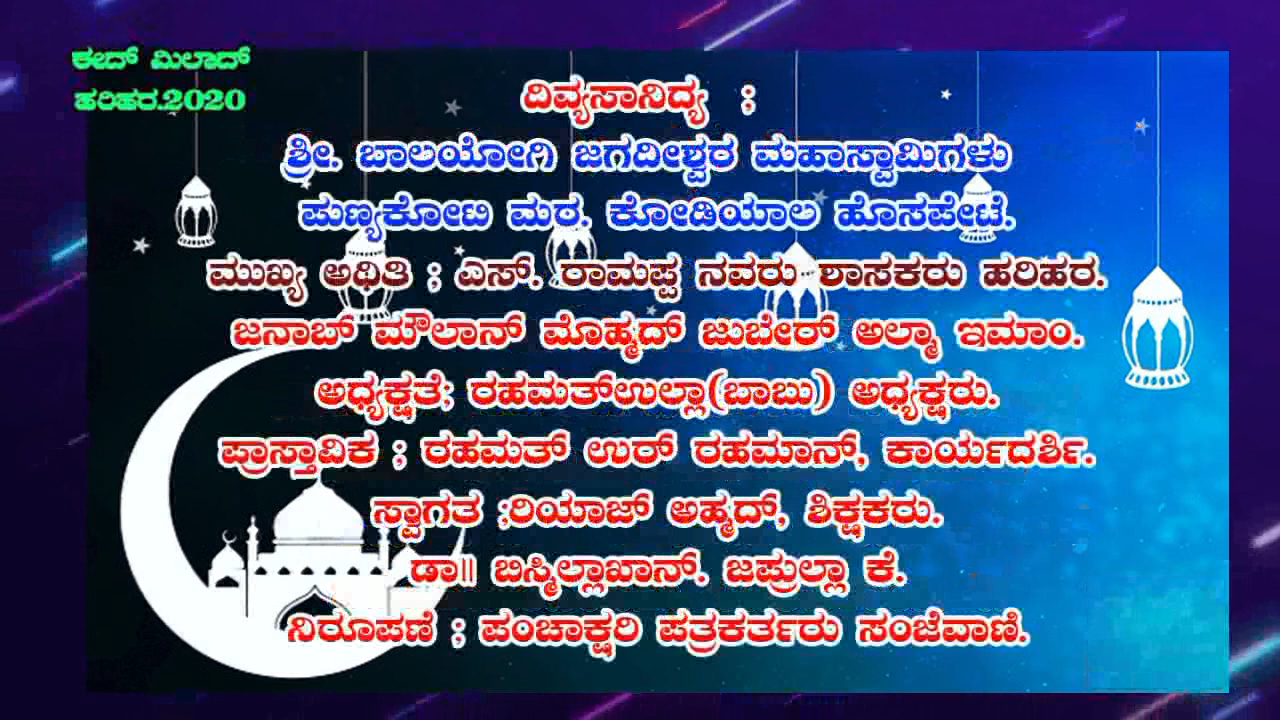 ಈದ್ ಮಿಲಾದ್
ಹರಿಹರ.2020
ದಿವ್ಯಸಾನಿದ್ಯ ;
ಶ್ರೀ. ಬಾಲಯೋಗಿ ಜಗದೀಶ್ವರ ಮಹಾಸ್ವಾಮಿಗಳು
ಪುಣ್ಯಕೋಟಿ ಮಠ. ಕೋಡಿಯಾಲ ಹೊಸಪೇಟೆ.
ಮುಖ್ಯ ಅಥಿತಿ ; ಎಸ್. ರಾಮಪ್ಪ ನವರು ಶಾಸಕರು ಹರಿಹರ.
ಜನಾಬ್ ಮೌಲಾನ್ ಮೊಹ್ಮದ್ ಜುಬೇರ್ ಅಲ್ಮಾ ಇಮಾಂ.
ಅಧ್ಯಕ್ಷತೆ; ರಹಮತ್‌ಉಲ್ಲಾ(ಬಾಬು) ಅಧ್ಯಕ್ಷರು.
ಪ್ರಾಸ್ತಾವಿಕ ; ರಹಮತ್ ಉರ್ ರಹಮಾನ್, ಕಾರ್ಯದರ್ಶಿ.
ಸ್ವಾಗತ ;ರಿಯಾಜ್ ಅಹ್ಮದ್, ಶಿಕ್ಷಕರು.
ಡಾ॥ ಬಿಸ್ಮಿಲ್ಲಾಖಾನ್. ಜಫ್ರುಲ್ಲಾ ಕೆ.
ನಿರೂಪಣೆ ; ಪಂಚಾಕ್ಷರಿ ಪತ್ರಕರ್ತರು ಸಂಜೆವಾಣಿ.